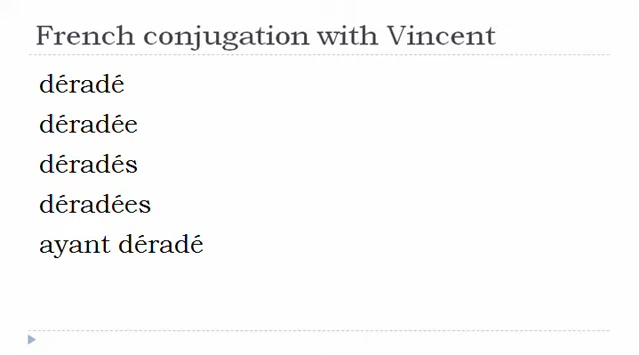 French conjugation with Vincent
déradé
déradée
déradés
déradées
ayant déradé